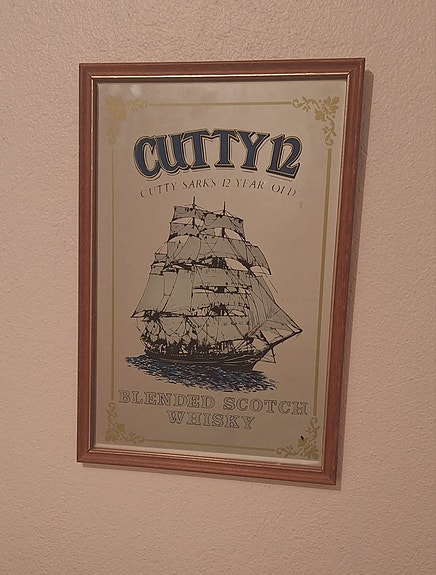 CUTTY 12
CUTTY SARK'S 12 YEAR OLD
BLENDED SCOTCH
WHISKY